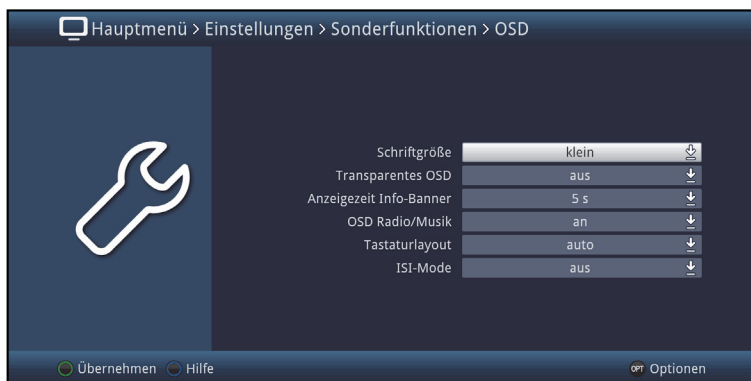 Hauptmenü > Einstellungen > Sonderfunktionen > OSD
Schriftgröße klein
Transparentes OSD aus
Anzeigezeit Info-Banner 5 s
OSD Radio/Musik an
Tastaturlayout auto
ISI-Mode aus
Übernehmen Hilfe OPT Optionen